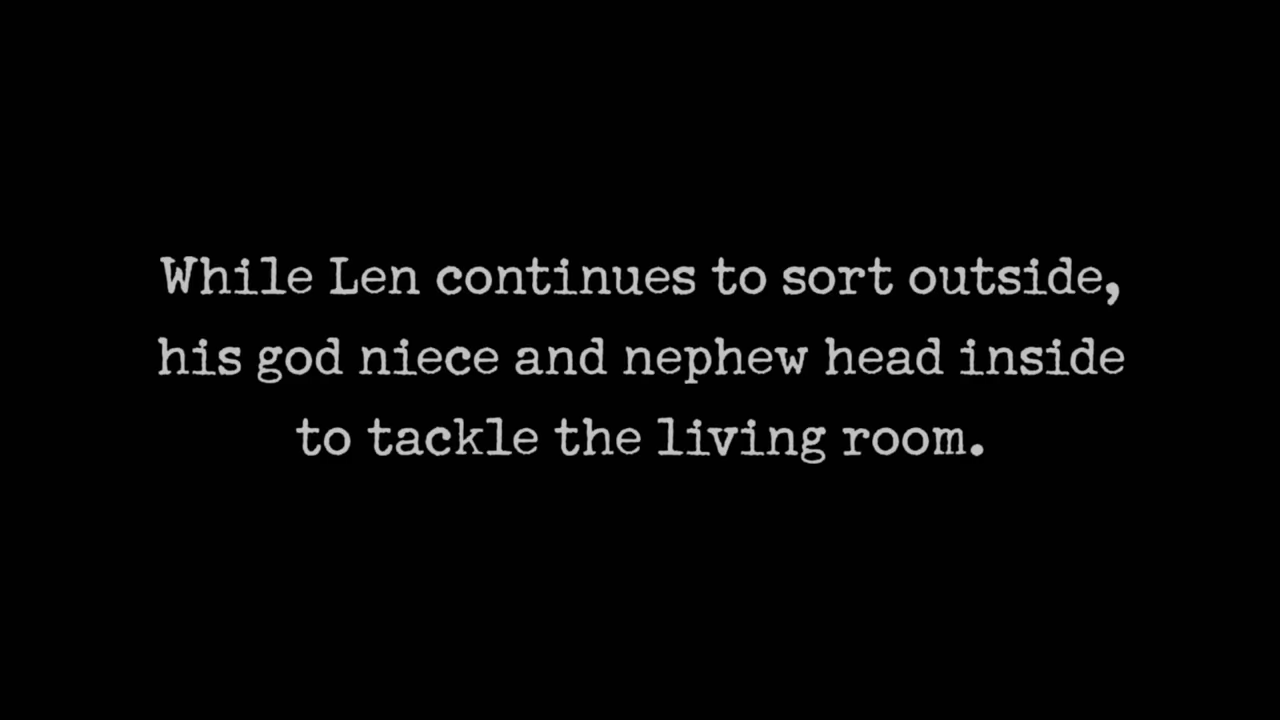 While Len continues to sort outside,
his god niece and nephew head inside
to tackle the living room.